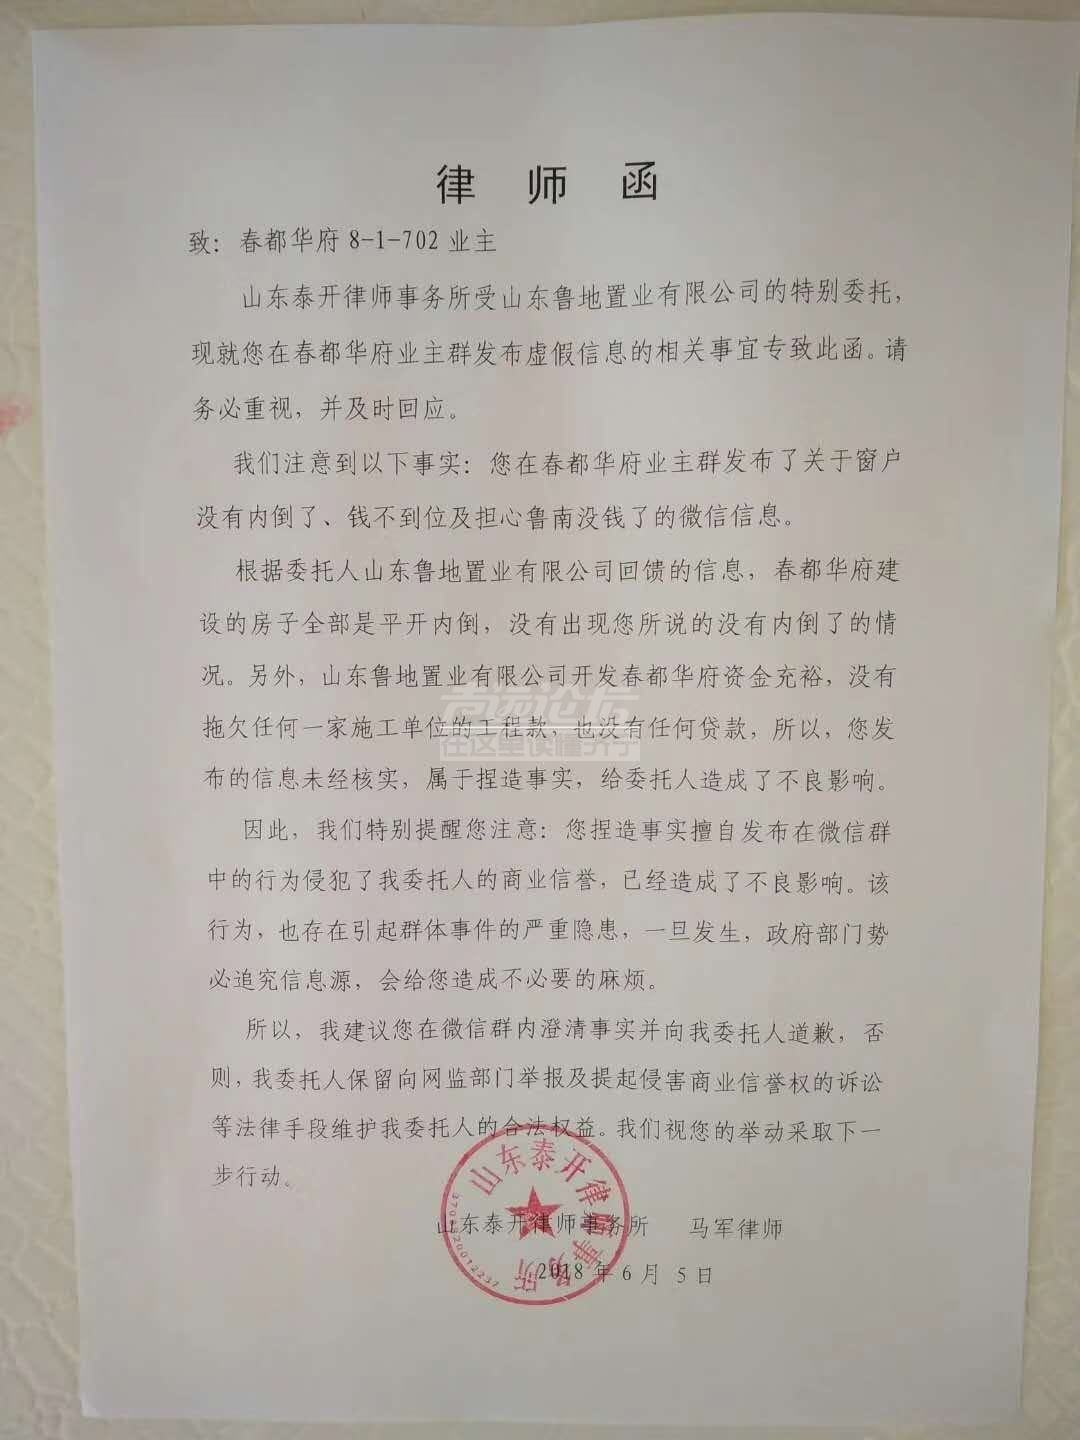 律师函
致：春都华府8-1-702业主
山东泰开律师事务所受山东鲁地置业有限公司的特别委托，
现就您在春都华府业主群发布虚假信息的相关事宜专致此函。请
务必重视，并及时回应。
我们注意到以下事实：您在春都华府业主群发布了关于窗户
没有内倒了、钱不到位及担心鲁南没钱了的微信信息。
根据委托人山东鲁地置业有限公司回馈的信息，春都华府建
设的房子全部是平开内倒，没有出现您所说的没有内倒了的情
况。另外，山东鲁地置业有限公司开发春都华府资金充裕，没有
拖欠任何一家施工单位的工程款，也没有任何贷款，所以，您发
布的信息未经核实，属于捏造事实，给委托人造成了不良影响。
因此，我们特别提醒您注意：您捏造事实擅自发布在微信群
中的行为侵犯了我委托人的商业信誉，已经造成了不良影响。该
行为，也存在引起群体事件的严重隐患，一旦发生，政府部门势
必追究信息源，会给您造成不必要的麻烦。
所以，我建议您在微信群内澄清事实并向我委托人道歉，否
则，我委托人保留向网监部门举报及提起侵害商业信誉权的诉讼
等法律手段维护我委托人的合法权益。我们视您的举动采取下一
步行动。
山东泰开律师事务所 马军律师
2018年6月5日
山东泰开律师事务所
在这里读懂济宁